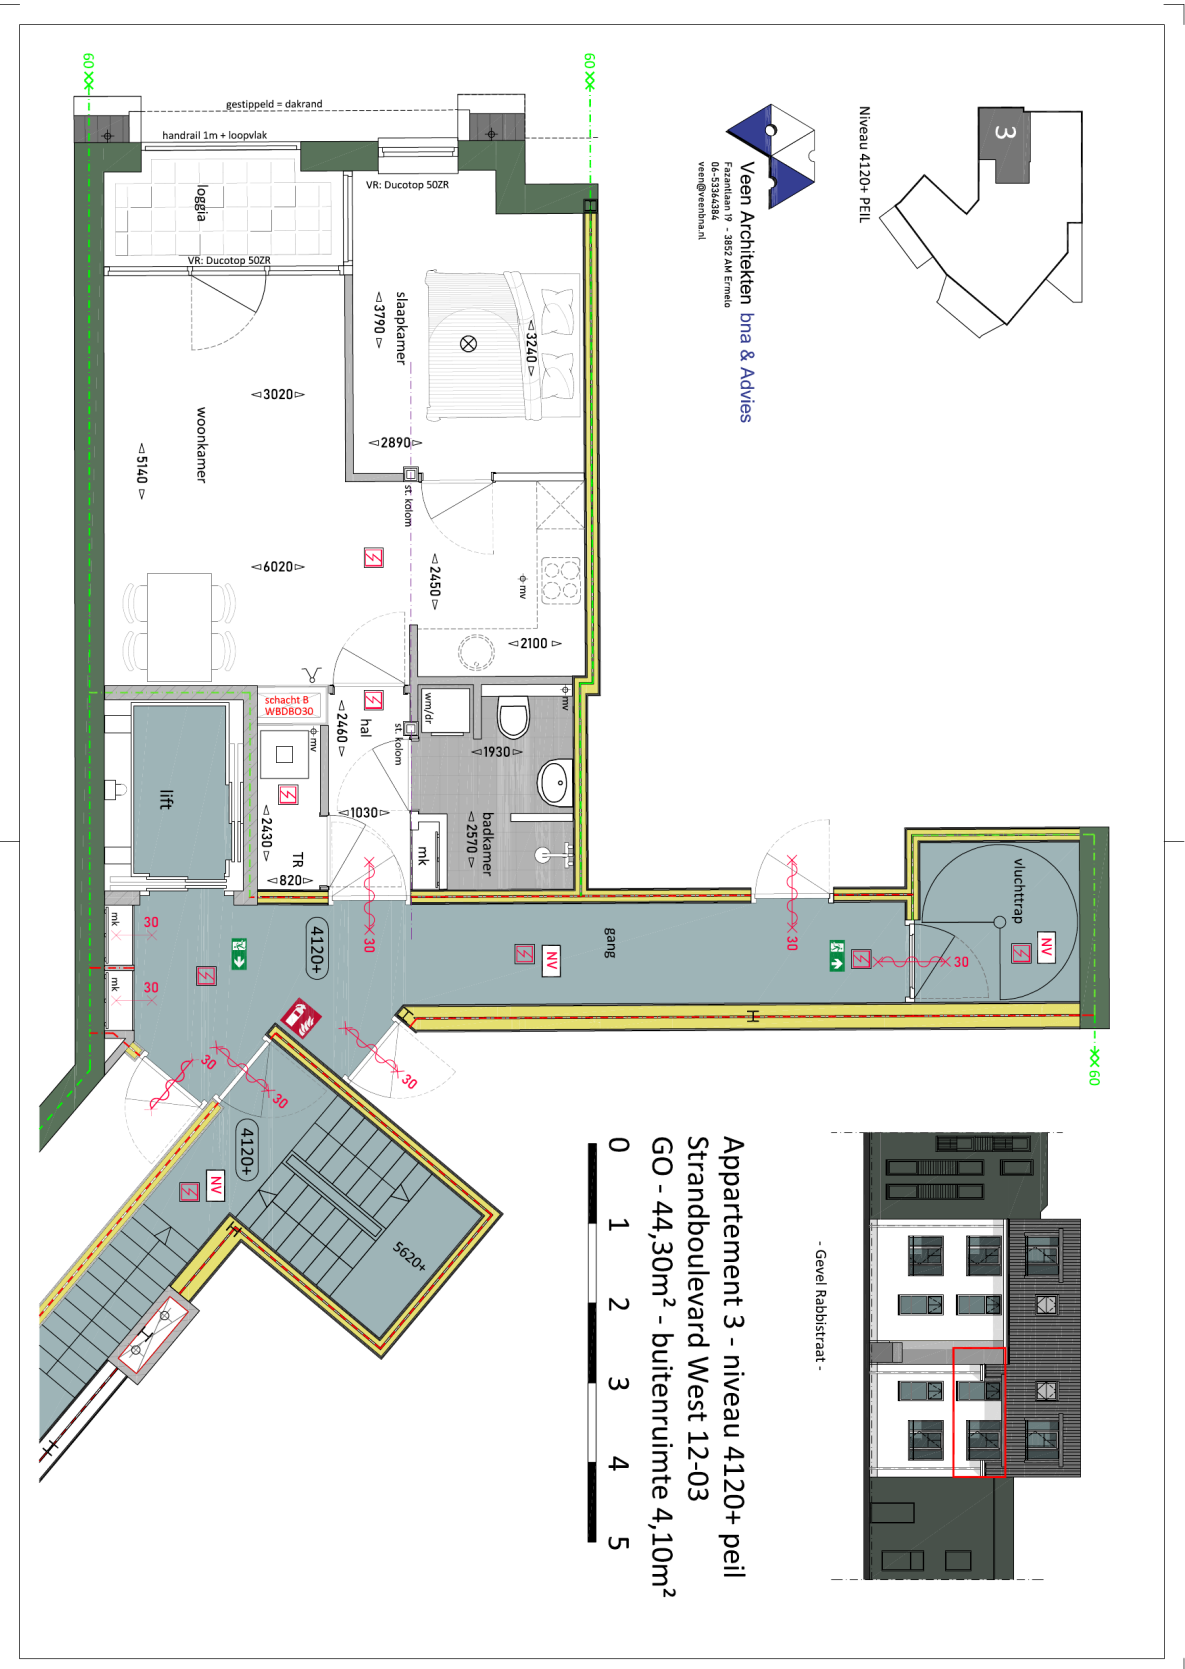 60
60
gestippeld = dakrand
handrail 1m + loopvlak
loggia
VR: Ducotop 50ZR
VR: Ducotop 50ZR
slaapkamer
3790
3240
3020
2890
woonkamer
5140
st. kolom
6020
2450
mv
2100
schacht B
WBDBO30
mv
2460
hal
st. kolom
wm/dr
mv
1930
lift
2430
TR
820
1030
mk
badkamer
2570
mk
30
mk
30
4120+
30
gang
NV
30
30
vluchttrap
NV
60
30
30
30
4120+
NV
5620+
3
Niveau 4120+ PEIL
Veen Architekten bna & Advies
Fazantlaan 19 - 3852 AM Ermelo
06-53364384
veen@veenbna.nl
- Gevel Rabbistraat -
Appartement 3 - niveau 4120+ peil
Strandboulevard West 12-03
GO - 44,30m² - buitenruimte 4,10m²
0 1 2 3 4 5